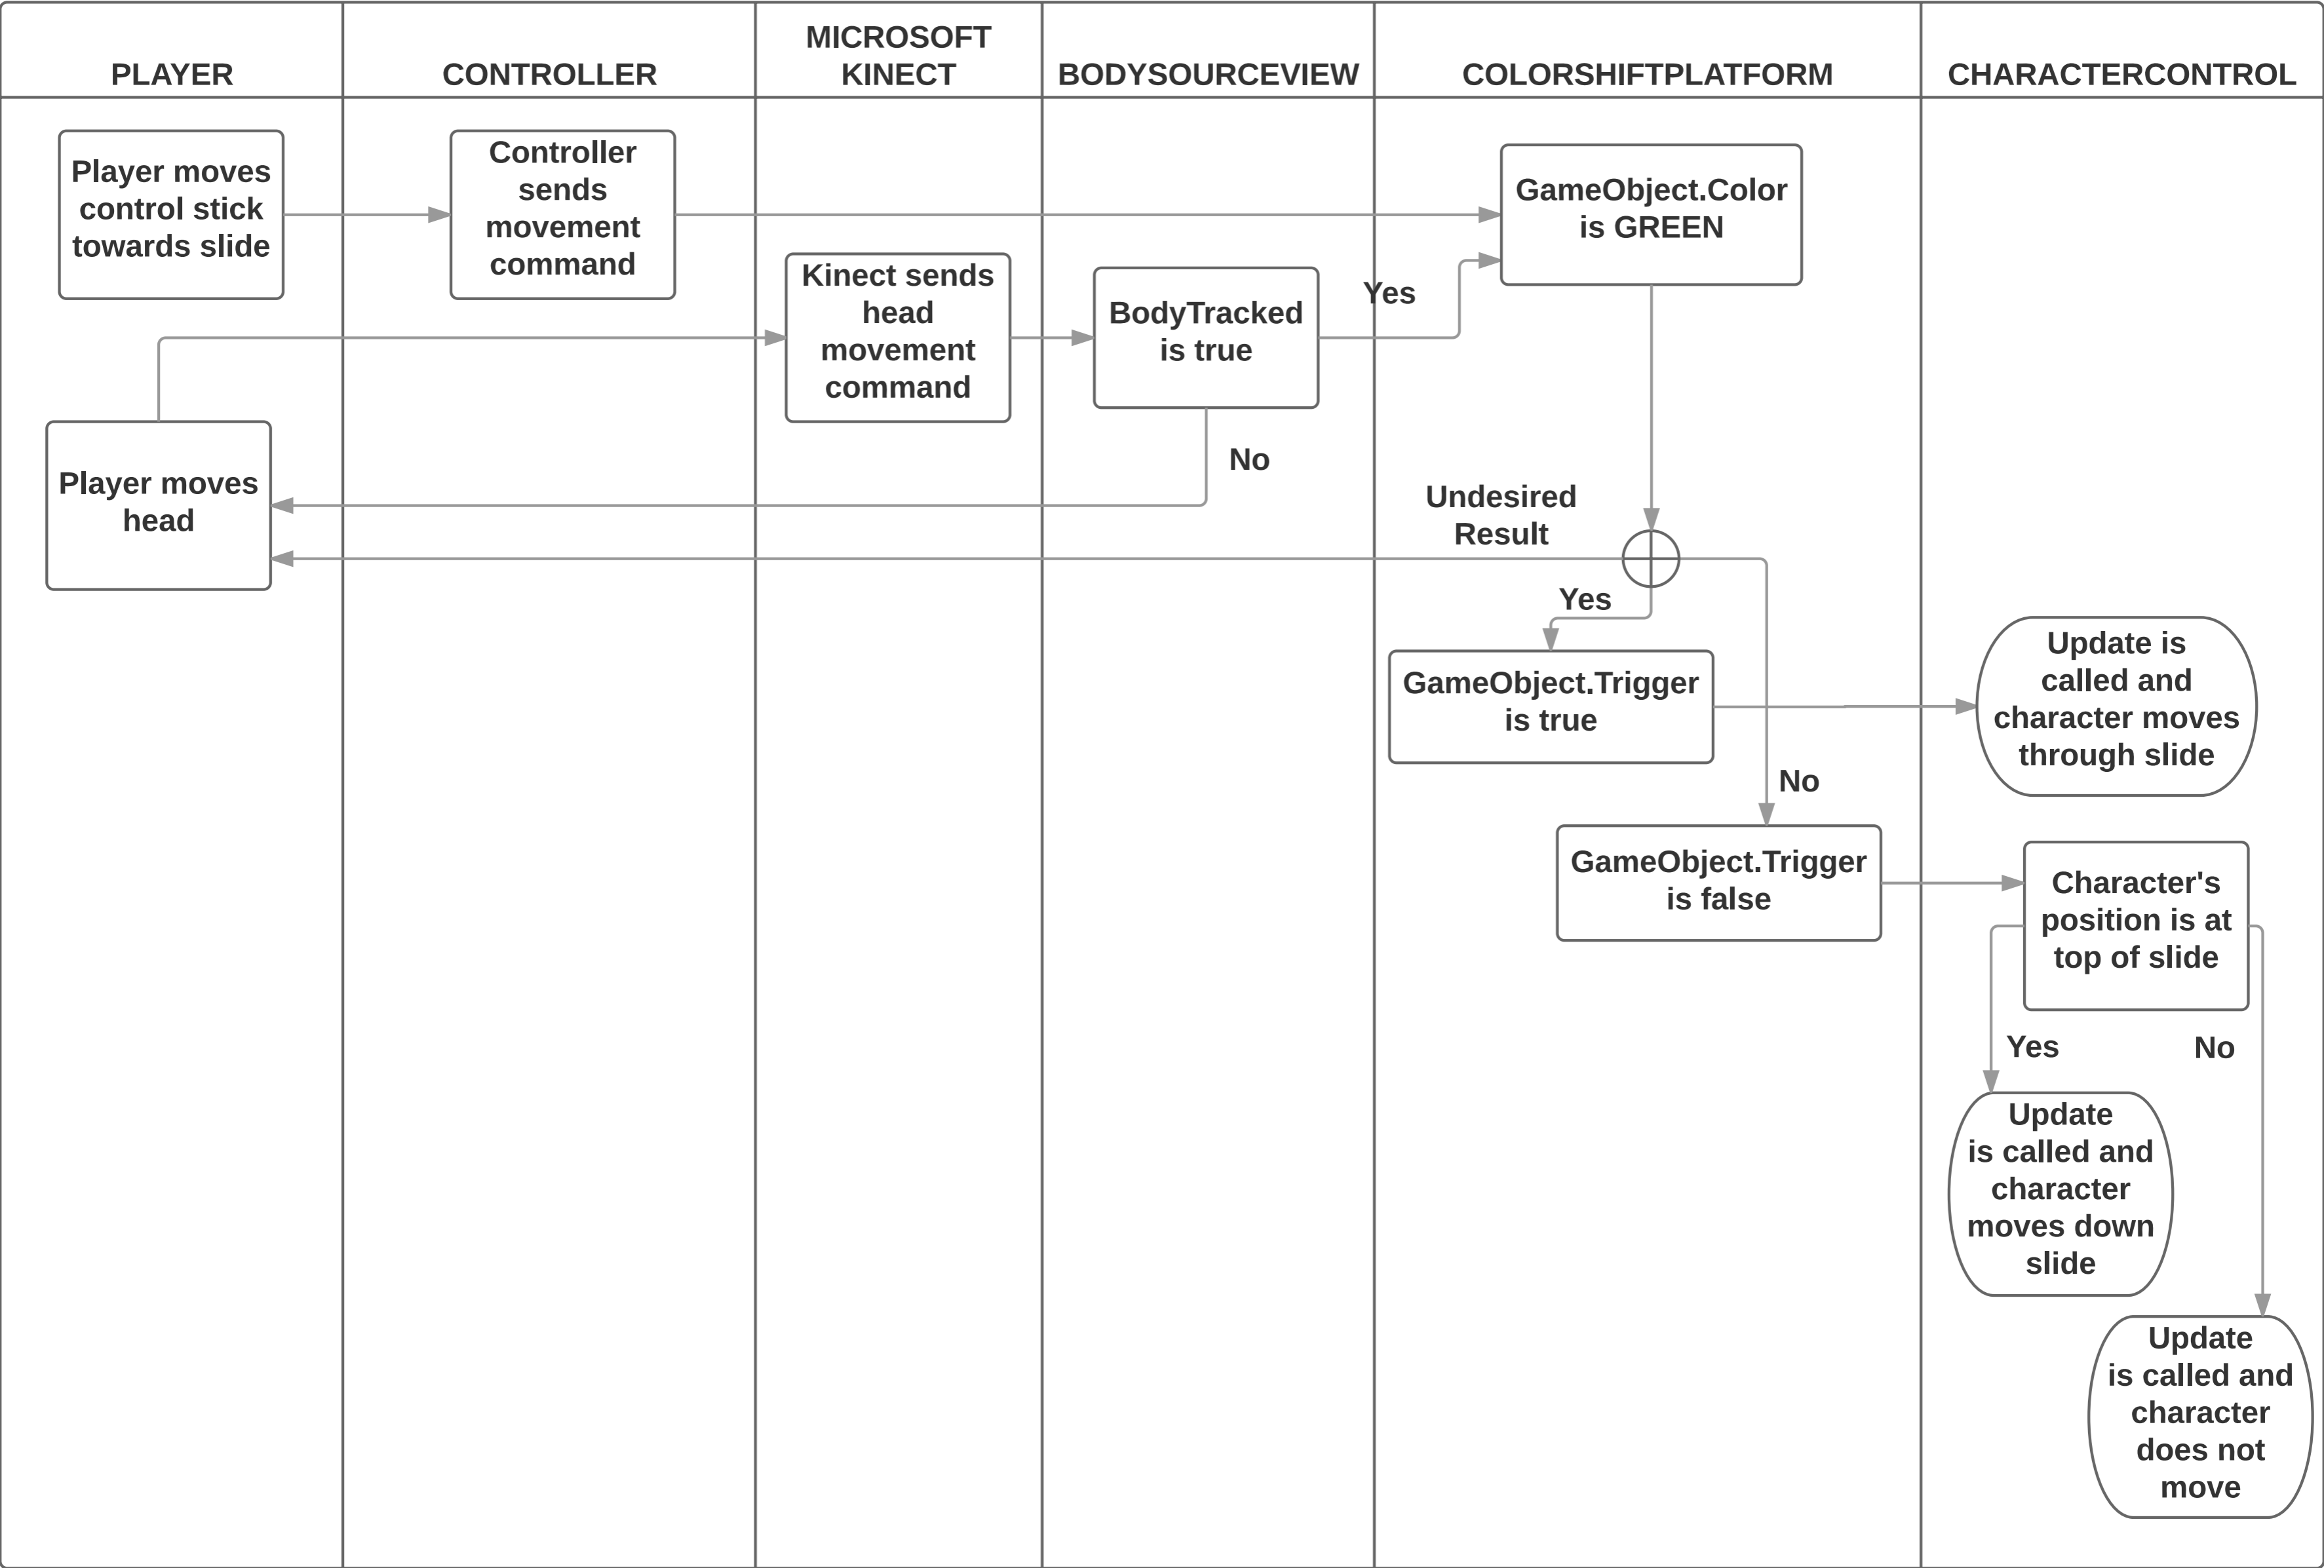 PLAYER
CONTROLLER
MICROSOFT
KINECT
BODYSOURCEVIEW
COLORSHIFTPLATFORM
CHARACTERCONTROL
Player moves
control stick
towards slide
Controller
sends
movement
command
GameObject.Color
is GREEN
Kinect sends
head
movement
command
BodyTracked
is true
Yes
No
Player moves
head
Undesired
Result
Yes
GameObject.Trigger
is true
Update is
called and
character moves
through slide
No
GameObject.Trigger
is false
Character's
position is at
top of slide
Yes
No
Update
is called and
character
moves down
slide
Update
is called and
character
does not
move